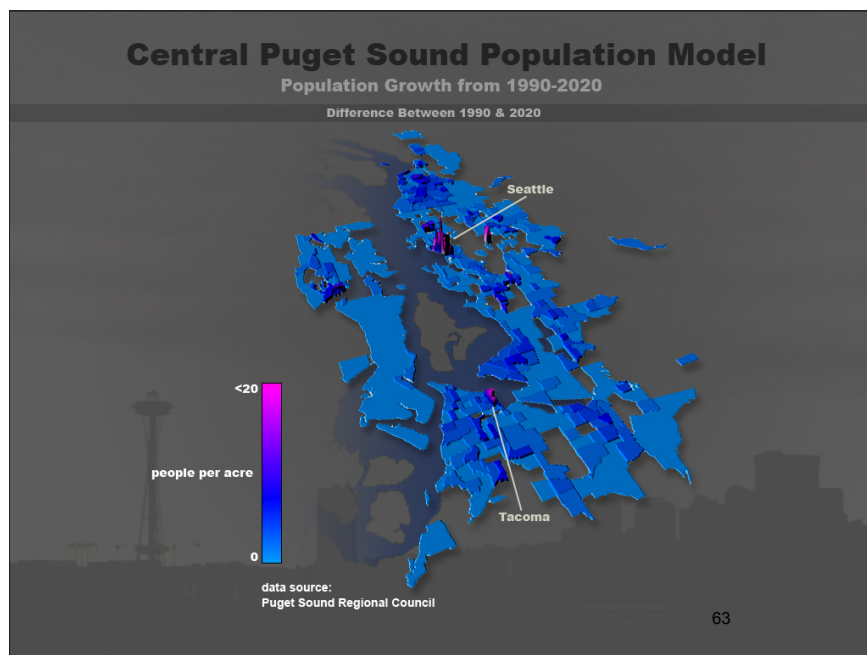 Central Puget Sound Population Model
Population Growth from 1990-2020
Difference Between 1990 & 2020
Seattle
<20
people per acre
Tacoma
0
data source:
Puget Sound Regional Council
63